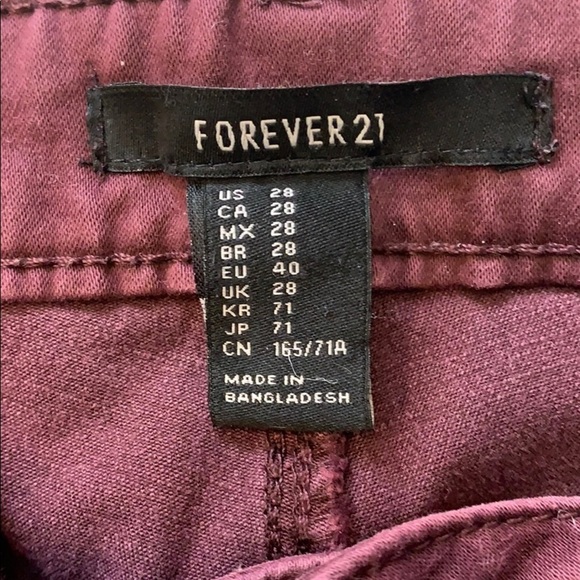 FOREVER 21
US 28
CA 28
MX 28
BR 28
EU 40
UK 28
KR 71
JP 71
CN 165/71A
MADE IN
BANGLADESH